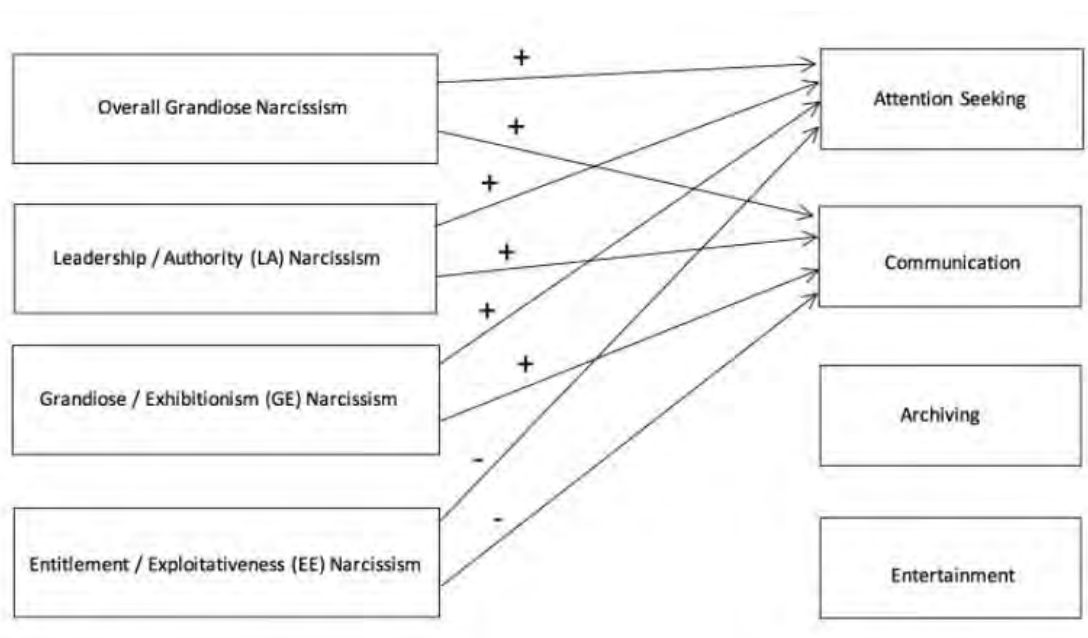 +
Overall Grandiose Narcissism
Attention Seeking
+
+
Leadership / Authority (LA) Narcissism
+
Communication
+
Grandiose / Exhibitionism (GE) Narcissism
+
Archiving
-
Entitlement / Exploitativeness (EE) Narcissism
-
Entertainment